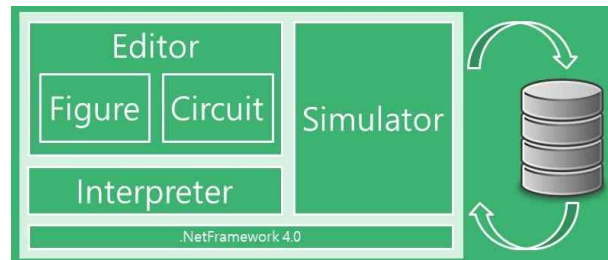 Editor
Figure
Circuit
Simulator
Interpreter
.NetFramework 4.0